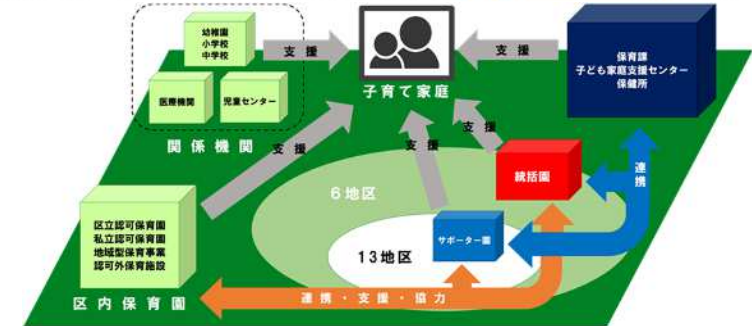 幼稚園
小学校
中学校
医療機関
児童センター
関係機関
支援
子育て家庭
支援
保育課
子ども家庭支援センター
保健所
支援
支援
支援
連携
統括園
6地区
サポーター園
13地区
区立認可保育園
私立認可保育園
地域型保育事業
認可外保育施設
区内保育園
連携・支援・協力